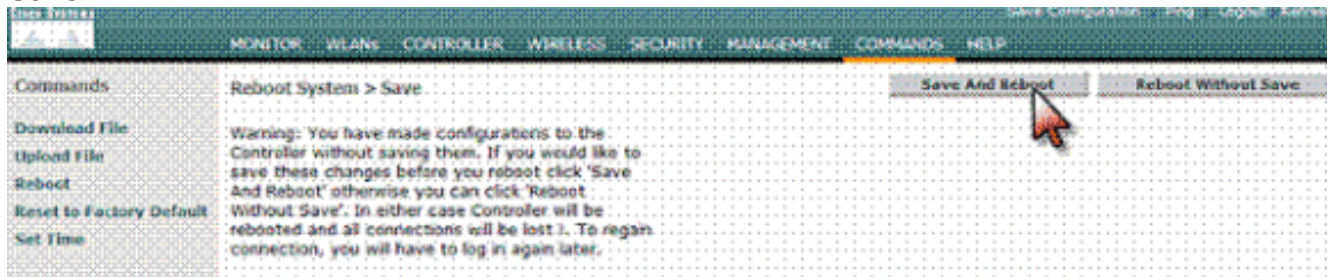 Cisco Systems
Save Configuration Ping Logout Refresh
MONITOR WLANs CONTROLLER WIRELESS SECURITY MANAGEMENT COMMANDS HELP
Commands
Download File
Upload File
Reboot
Reset to Factory Default
Set Time
Reboot System > Save
Save And Reboot
Reboot Without Save
Warning: You have made configurations to the
Controller without saving them. If you would like to
save these changes before you reboot click 'Save
And Reboot' otherwise you can click 'Reboot
Without Save'. In either case Controller will be
rebooted and all connections will be lost !. To regain
connection, you will have to log in again later.